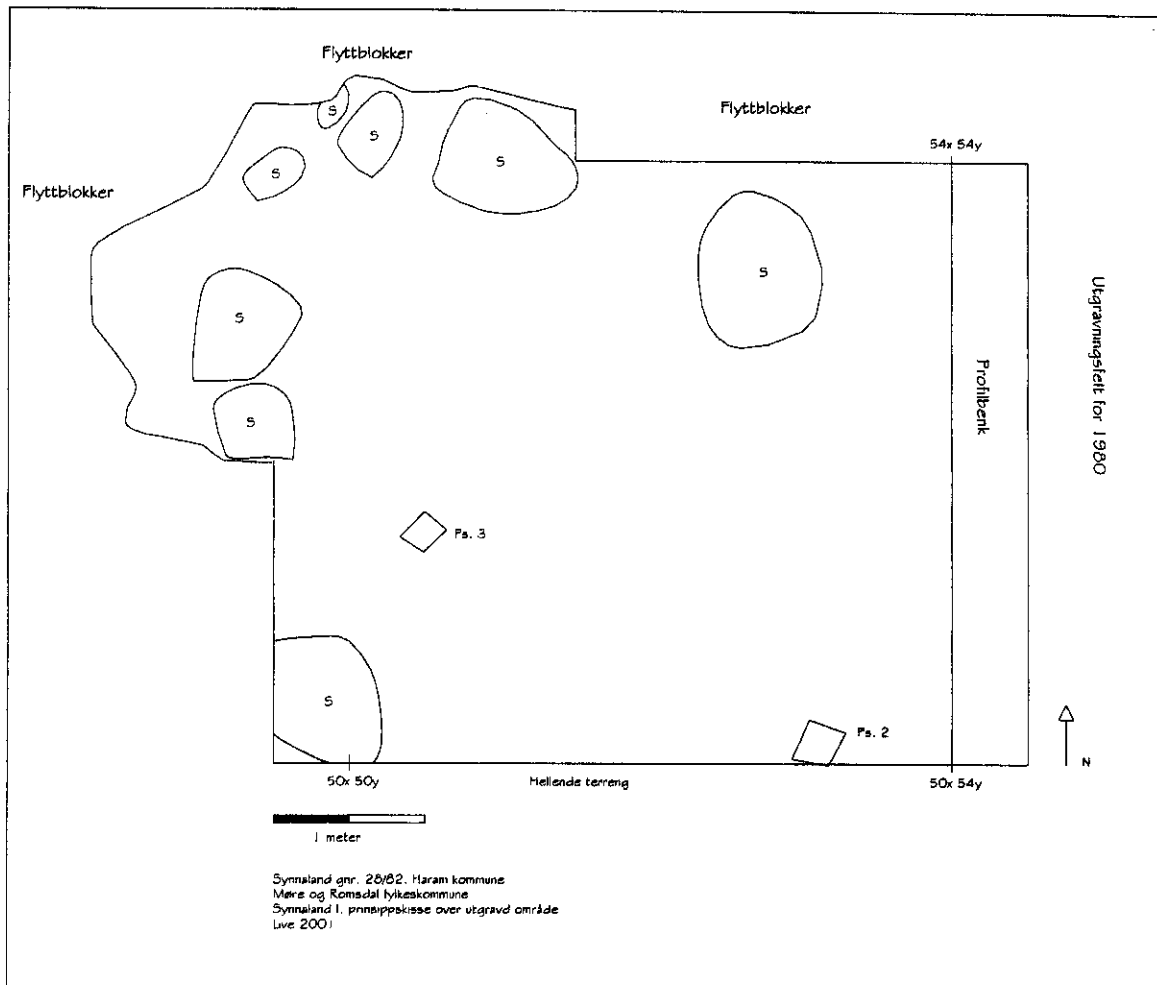 Flyttblokker
Flyttblokker
54x 54y
Flyttblokker
S
S
S
S
S
S
S
S
Utgravningsfelt for 1980
Profilbenk
Ps. 3
Ps. 2
N
50x 50y
Hellende terreng
50x 54y
1 meter
Synnaland gnr. 28/82. Haram kommune
Møre og Romsdal fylkeskommune
Synnaland I, prinsippskisse over utgravd område
Live 2001